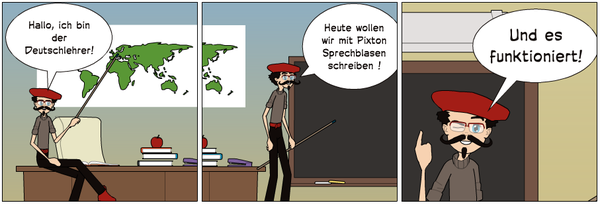 Hallo, ich bin
der
Deutschlehrer!
Heute wollen
wir mit Pixton
Sprechblasen
schreiben !
Und es
funktioniert!